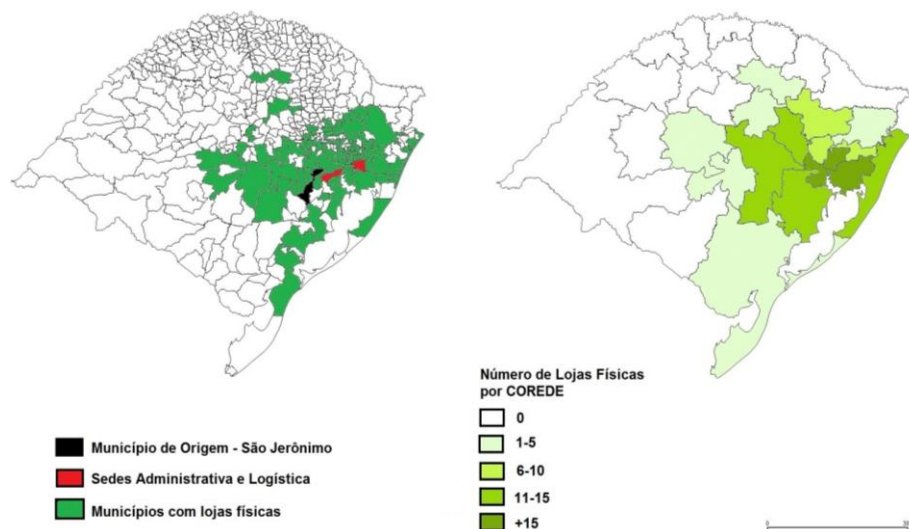 Município de Origem - São Jerônimo
Sedes Administrativa e Logística
Municípios com lojas físicas
Número de Lojas Físicas
por COREDE
0
1-5
6-10
11-15
+15
0